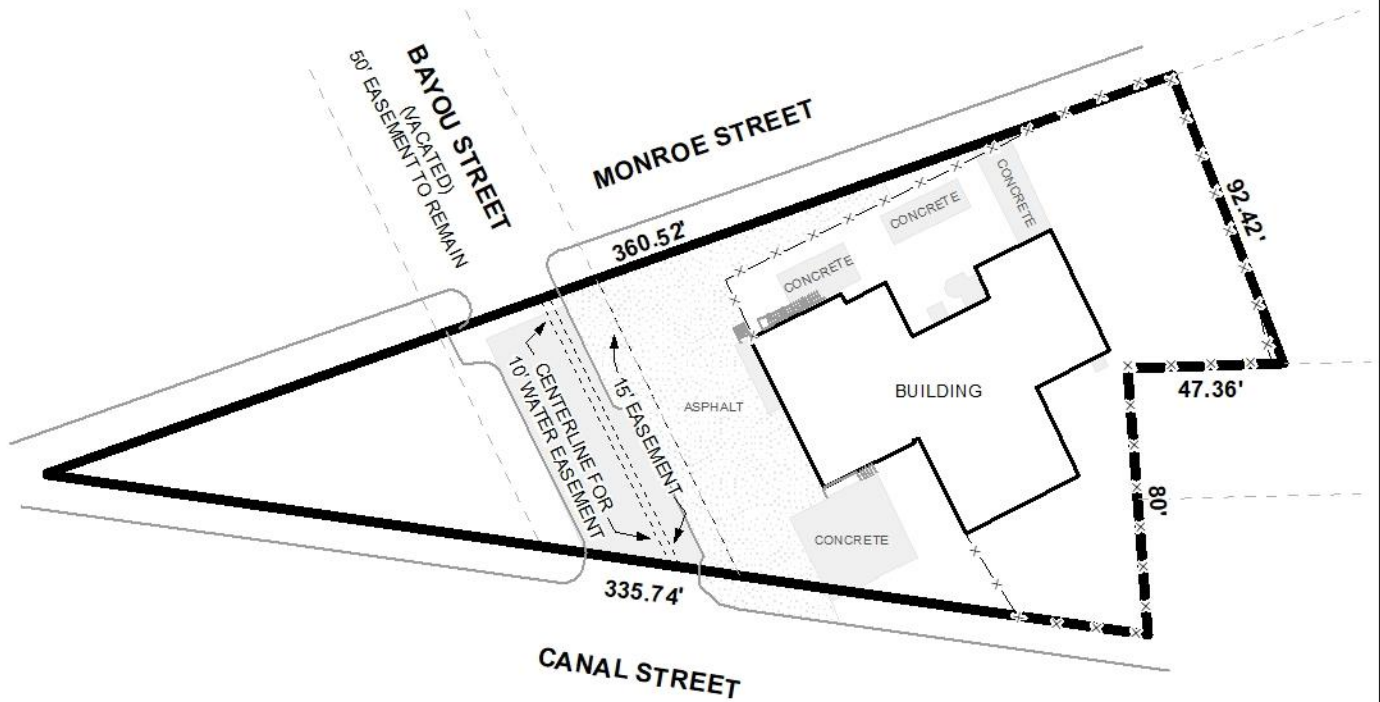 BAYOU STREET
(VACATED)
50' EASEMENT TO REMAIN
MONROE STREET
360.52'
92.42'
CONCRETE
CONCRETE
CONCRETE
47.36'
BUILDING
ASPHALT
15' EASEMENT
CENTERLINE FOR
10' WATER EASEMENT
80'
CONCRETE
335.74'
CANAL STREET